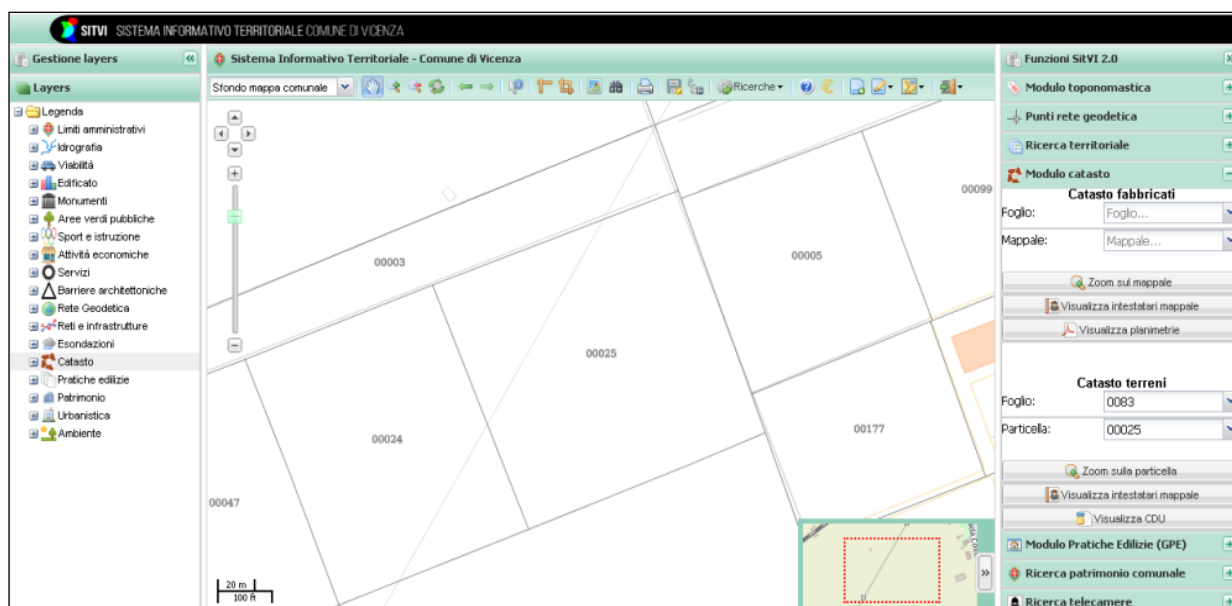 SITVI SISTEMA INFORMATIVO TERRITORIALE COMUNE DI VICENZA
Gestione layers
Layers
Legenda
Limiti amministrativi
Idrografia
Viabilità
Edificato
Monumenti
Aree verdi pubbliche
Sport e istruzione
Attività economiche
Servizi
Barriere architettoniche
Rete Geodetica
Reti e infrastrutture
Esondazioni
Catasto
Pratiche edilizie
Patrimonio
Urbanistica
Ambiente
Sistema Informativo Territoriale - Comune di Vicenza
Sfondo mappa comunale
Ricerche
00003
00025
00024
00047
00005
00099
00177
20 m
100 ft
Funzioni SitVI 2.0
Modulo toponomastica
Punti rete geodetica
Ricerca territoriale
Modulo catasto
Catasto fabbricati
Foglio: Foglio...
Mappale: Mappale...
Zoom sul mappale
Visualizza intestatari mappale
Visualizza planimetrie
Catasto terreni
Foglio: 0083
Particella: 00025
Zoom sulla particella
Visualizza intestatari mappale
Visualizza CDU
Modulo Pratiche Edilizie (GPE)
Ricerca patrimonio comunale
Ricerca telecamere